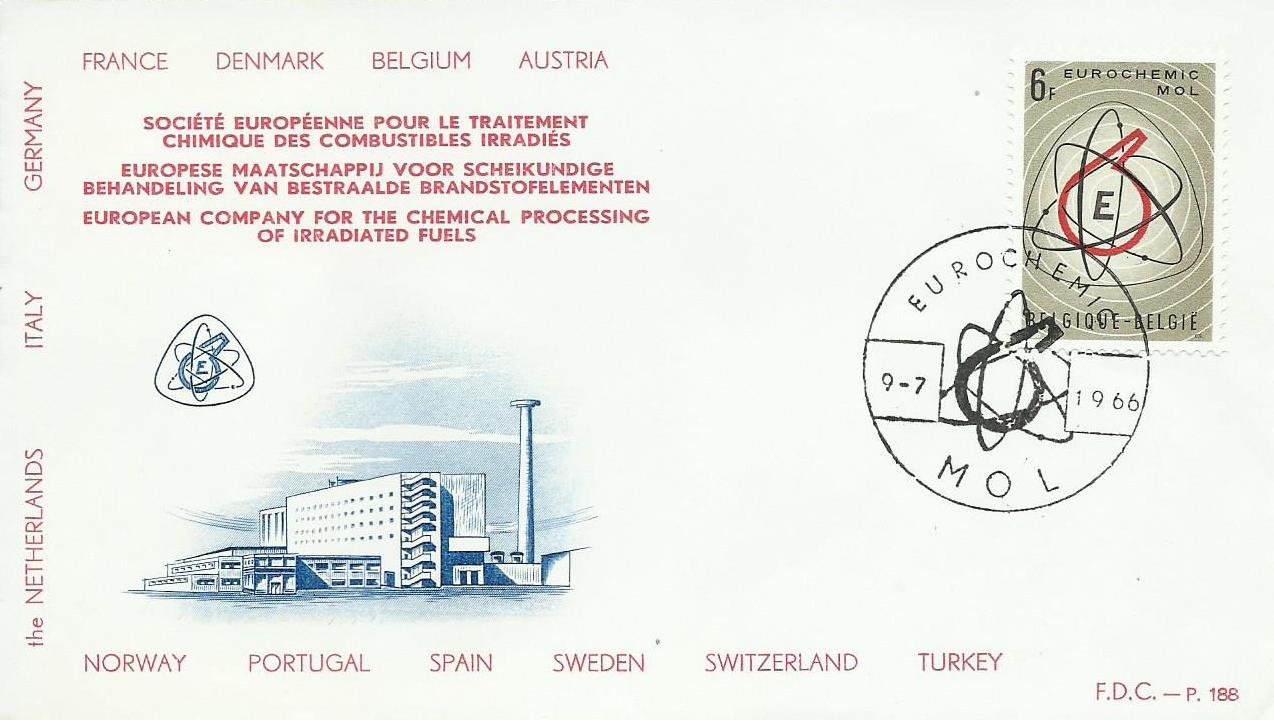 FRANCE DENMARK BELGIUM AUSTRIA
GERMANY
ITALY
the NETHERLANDS
SOCIÉTÉ EUROPÉENNE POUR LE TRAITEMENT
CHIMIQUE DES COMBUSTIBLES IRRADIÉS
EUROPESE MAATSCHAPPIJ VOOR SCHEIKUNDIGE
BEHANDELING VAN BESTRAALDE BRANDSTOFELEMENTEN
EUROPEAN COMPANY FOR THE CHEMICAL PROCESSING
OF IRRADIATED FUELS
E
6F EUROCHEMIC
MOL
E
BELGIQUE-BELGIË
EUROCHEMIC
9-7 1966
MOL
NORWAY PORTUGAL SPAIN SWEDEN SWITZERLAND TURKEY
F.D.C. — P. 188